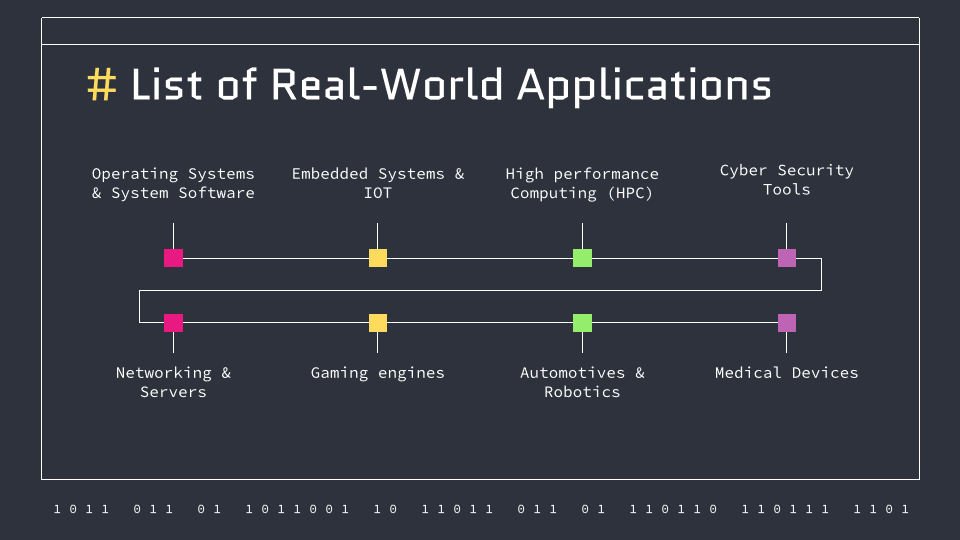 # List of Real-World Applications
Operating Systems
& System Software
Embedded Systems &
IOT
High performance
Computing (HPC)
Cyber Security
Tools
Networking &
Servers
Gaming engines
Automotives &
Robotics
Medical Devices
1011 011 01 1011001 10 11011 011 01 110110 110111 1101